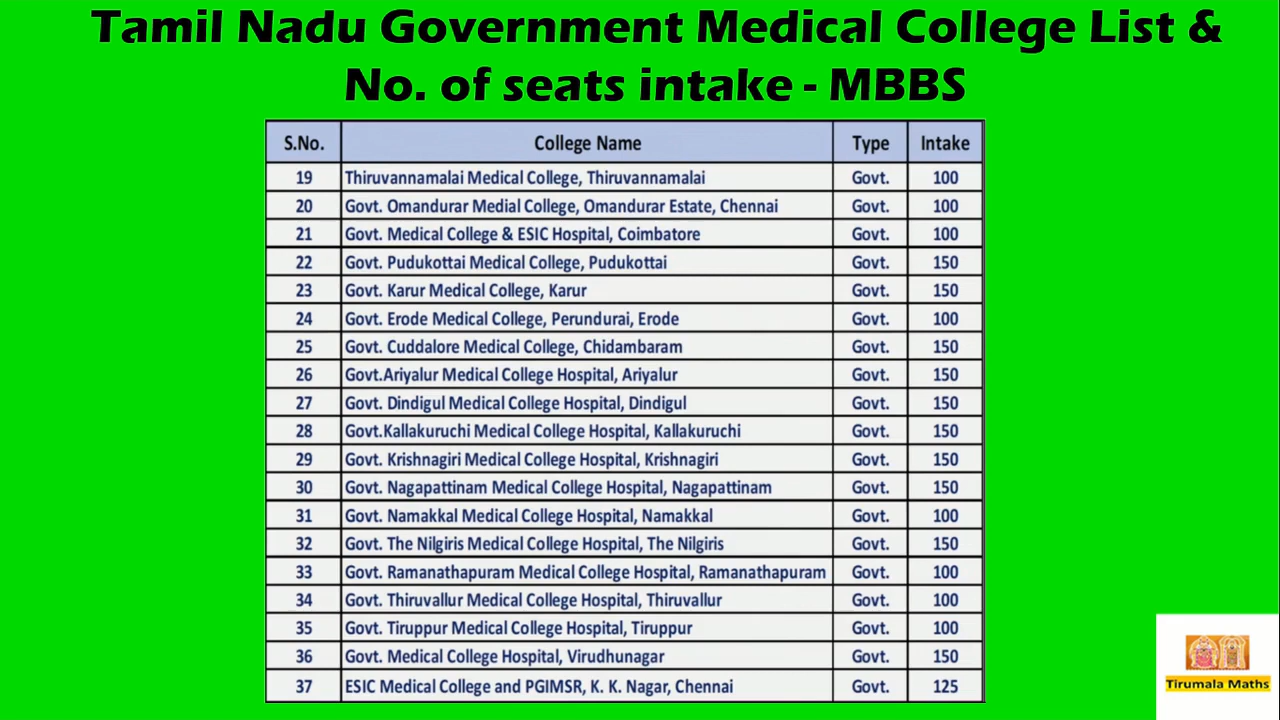 Tamil Nadu Government Medical College List &
No. of seats intake - MBBS
S.No. College Name Type Intake
19 Thiruvannamalai Medical College, Thiruvannamalai Govt. 100
20 Govt. Omandurar Medial College, Omandurar Estate, Chennai Govt. 100
21 Govt. Medical College & ESIC Hospital, Coimbatore Govt. 100
22 Govt. Pudukottai Medical College, Pudukottai Govt. 150
23 Govt. Karur Medical College, Karur Govt. 150
24 Govt. Erode Medical College, Perundurai, Erode Govt. 100
25 Govt. Cuddalore Medical College, Chidambaram Govt. 150
26 Govt.Ariyalur Medical College Hospital, Ariyalur Govt. 150
27 Govt. Dindigul Medical College Hospital, Dindigul Govt. 150
28 Govt.Kallakuruchi Medical College Hospital, Kallakuruchi Govt. 150
29 Govt. Krishnagiri Medical College Hospital, Krishnagiri Govt. 150
30 Govt. Nagapattinam Medical College Hospital, Nagapattinam Govt. 150
31 Govt. Namakkal Medical College Hospital, Namakkal Govt. 100
32 Govt. The Nilgiris Medical College Hospital, The Nilgiris Govt. 150
33 Govt. Ramanathapuram Medical College Hospital, Ramanathapuram Govt. 100
34 Govt. Thiruvallur Medical College Hospital, Thiruvallur Govt. 100
35 Govt. Tiruppur Medical College Hospital, Tiruppur Govt. 100
36 Govt. Medical College Hospital, Virudhunagar Govt. 150
37 ESIC Medical College and PGIMSR, K. K. Nagar, Chennai Govt. 125
Tirumala Maths